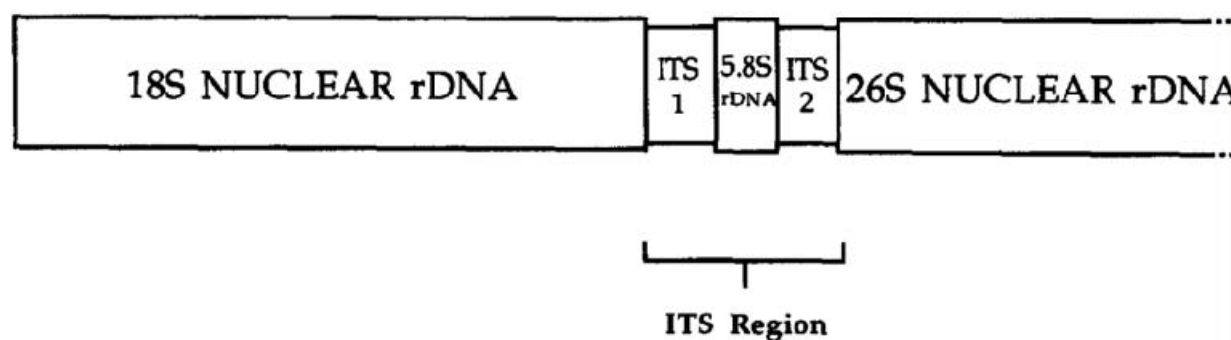 18S NUCLEAR rDNA
ITS
1
5.8S
rDNA
ITS
2
26S NUCLEAR rDNA
ITS Region